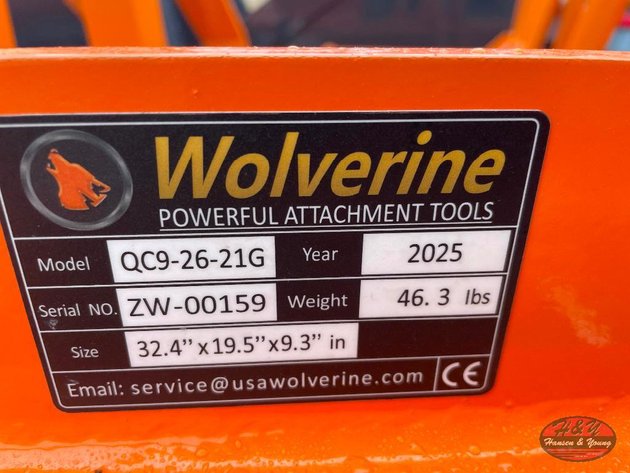 Wolverine
POWERFUL ATTACHMENT TOOLS
Model QC9-26-21G Year 2025
Serial NO. ZW-00159 Weight 46.3 lbs
Size 32.4”x19.5”x9.3” in
Email: service@usawolverine.com CE
H&Y
Hansen & Young